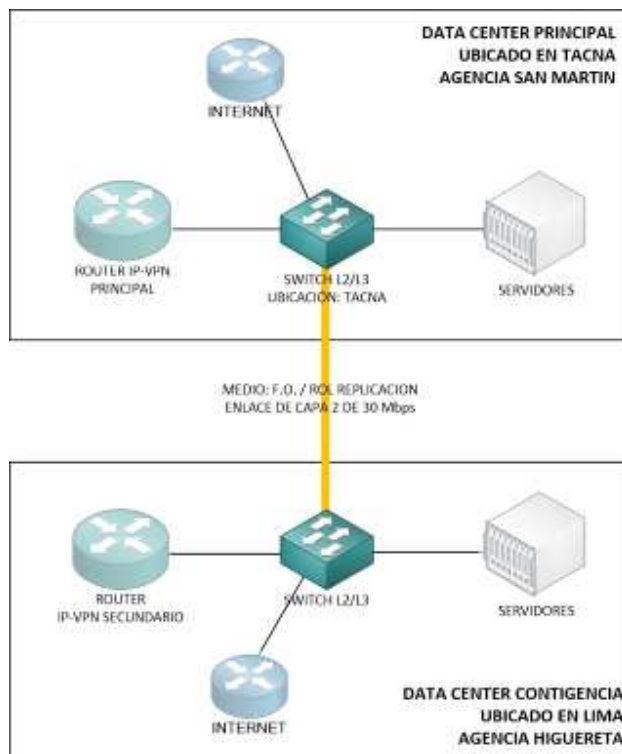 DATA CENTER PRINCIPAL
UBICADO EN TACNA
AGENCIA SAN MARTIN
INTERNET
ROUTER IP-VPN
PRINCIPAL
SWITCH L2/L3
UBICACIÓN: TACNA
SERVIDORES
MEDIO: F.O. / ROL REPLICACION
ENLACE DE CAPA 2 DE 30 Mbps
ROUTER
IP-VPN SECUNDARIO
SWITCH L2/L3
SERVIDORES
INTERNET
DATA CENTER CONTIGENCIA
UBICADO EN LIMA
AGENCIA HIGUERETA